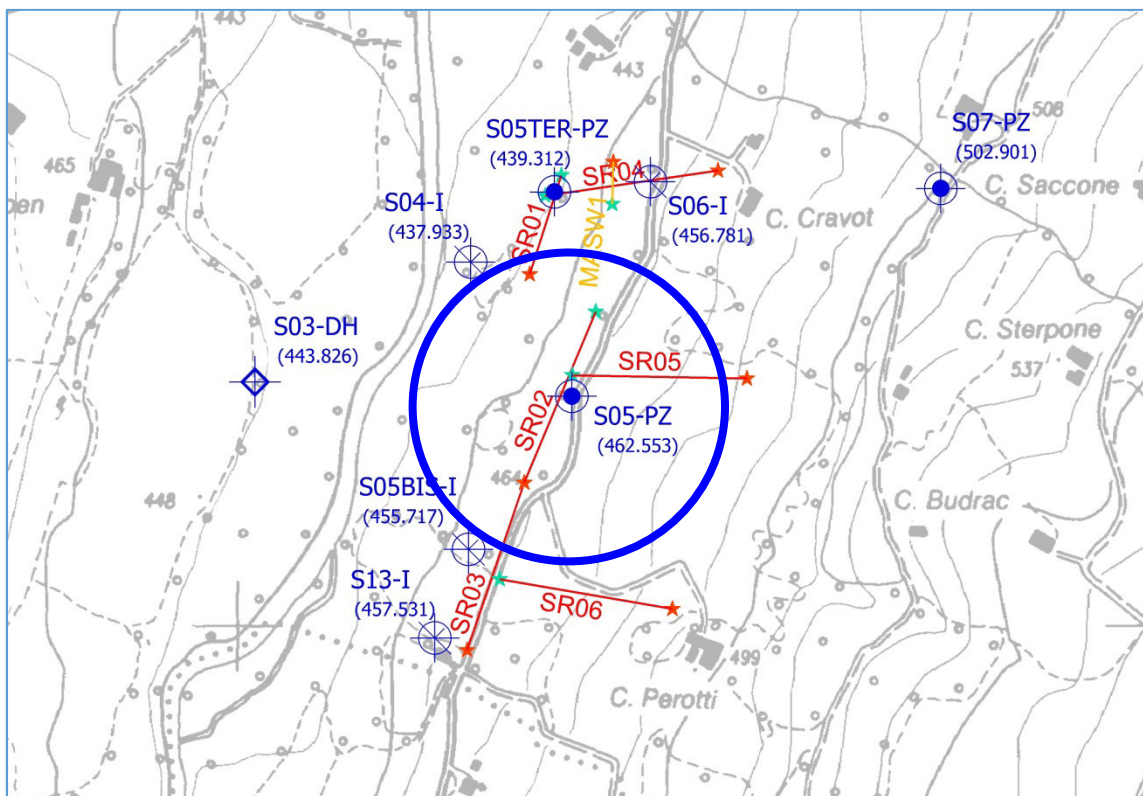 443
443
508
S05TER-PZ
(439.312)
S07-PZ
(502.901)
465
SR04
C. Saccone
S04-I
(437.933)
SR01
MASW1
S06-I
(456.781)
C. Cravot
S03-DH
(443.826)
C. Sterpone
537
SR05
SR02
S05-PZ
(462.553)
464
S05BIS-I
(455.717)
448
C. Budrac
S13-I
(457.531)
SR03
SR06
499
C. Perotti